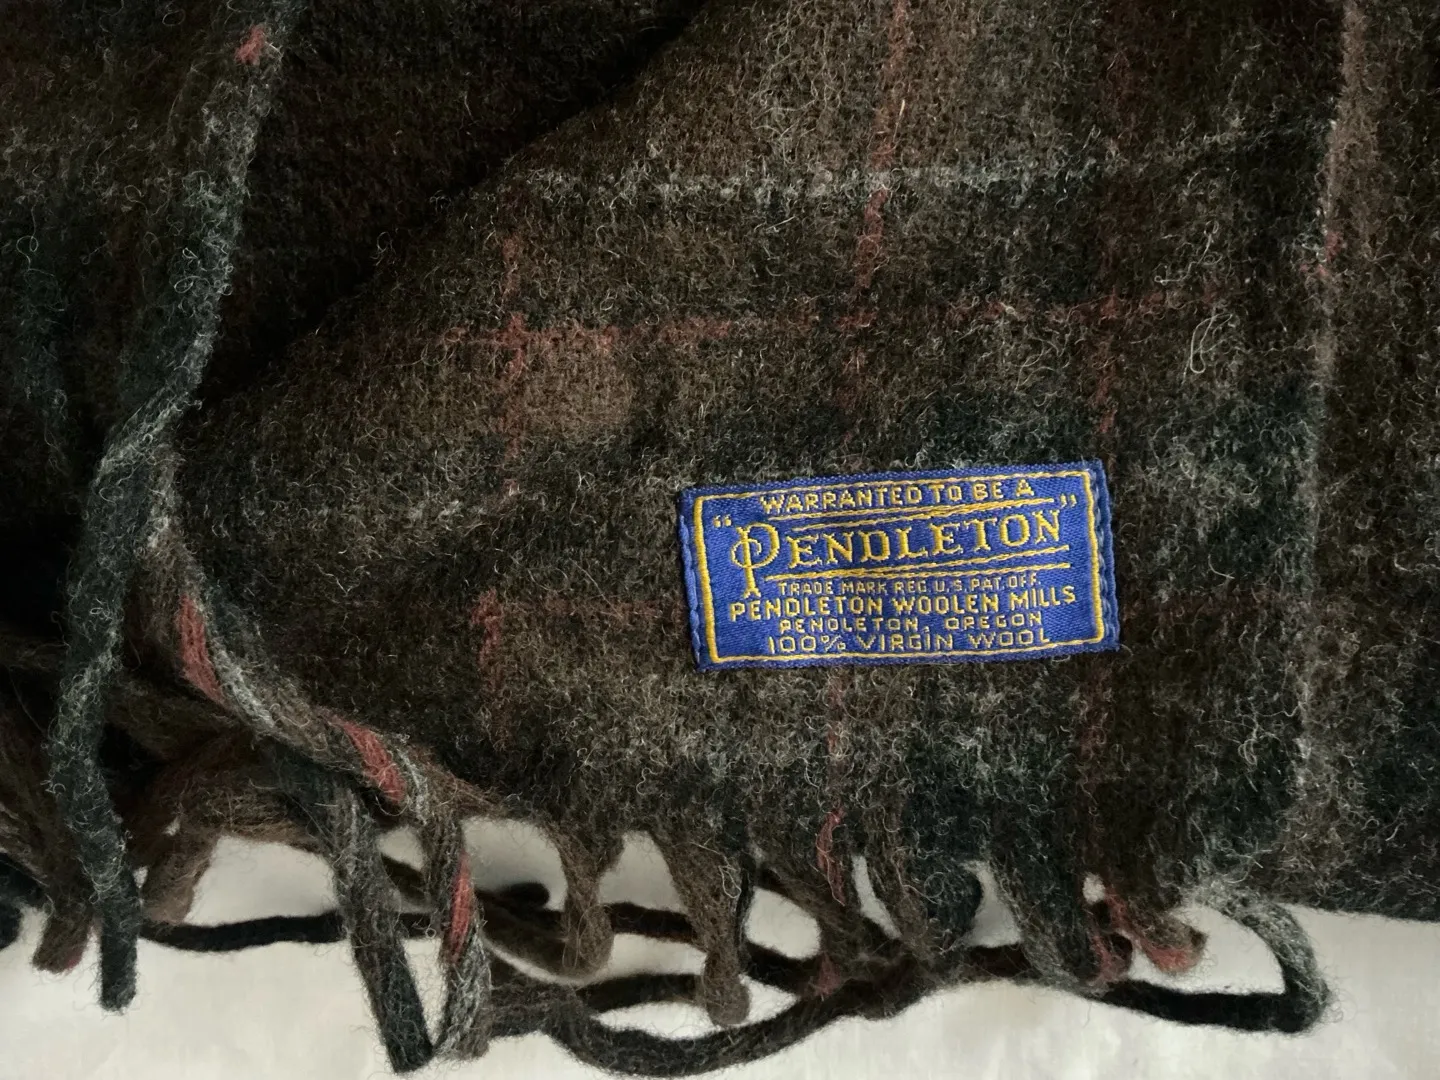 WARRANTED TO BE A
"PENDLETON"
TRADE MARK REG. U.S. PAT. OFF.
PENDLETON WOOLEN MILLS
PENDLETON, OREGON
100% VIRGIN WOOL